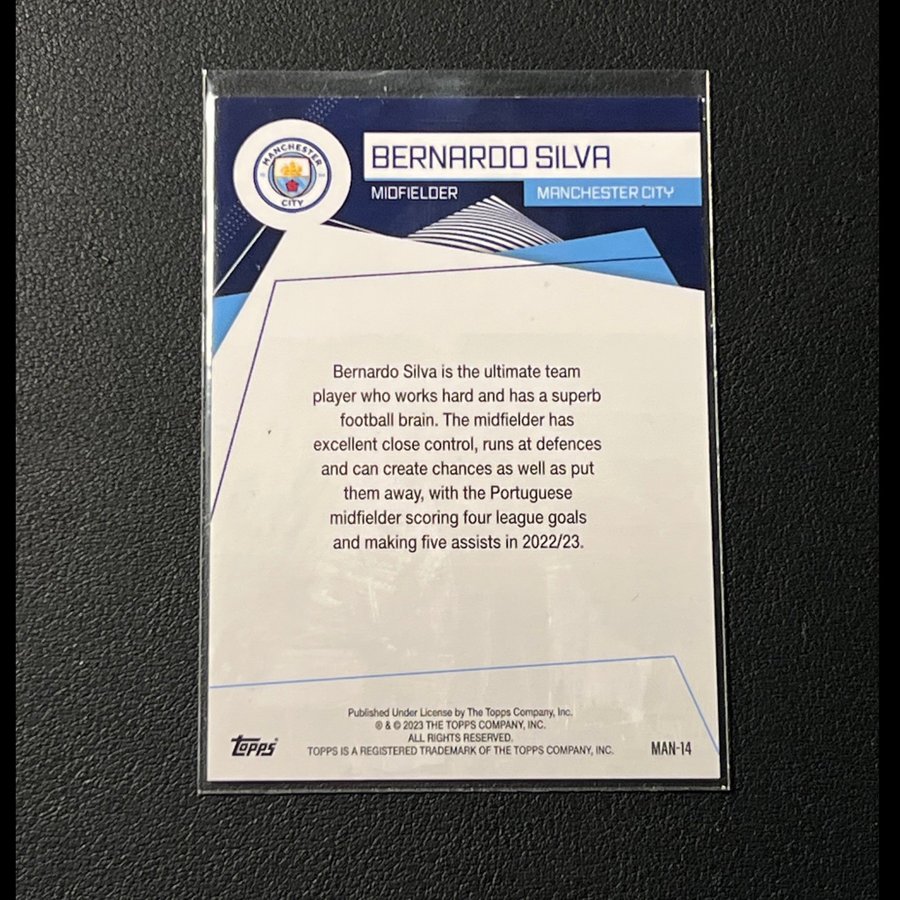 MANCHESTER
CITY
BERNARDO SILVA
MIDFIELDER
MANCHESTER CITY
Bernardo Silva is the ultimate team
player who works hard and has a superb
football brain. The midfielder has
excellent close control, runs at defences
and can create chances as well as put
them away, with the Portuguese
midfielder scoring four league goals
and making five assists in 2022/23.
Published Under License by The Topps Company, Inc.
® & © 2023 THE TOPPS COMPANY, INC.
ALL RIGHTS RESERVED.
TOPPS IS A REGISTERED TRADEMARK OF THE TOPPS COMPANY, INC.
Topps®
MAN-14